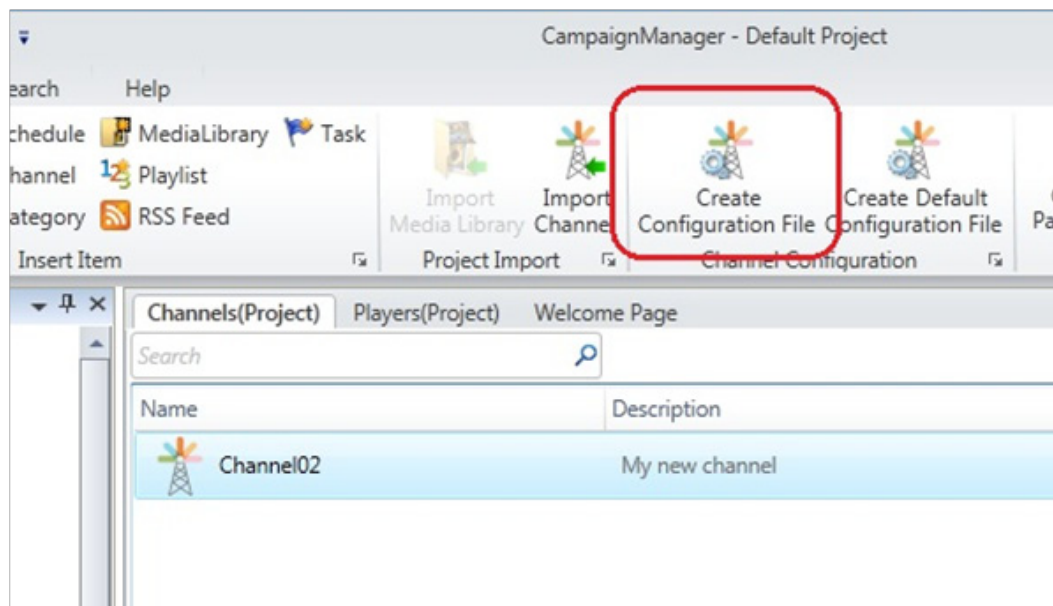 CampaignManager - Default Project
earch Help
chedule MediaLibrary Task
hannel Playlist
ategory RSS Feed
Insert Item
Import
Media Library
Import
Channe
Project Import
Create
Configuration File
Create Default
Configuration File
Channel Configuration
Pa
Channels(Project) Players(Project) Welcome Page
Search
Name Description
Channel02 My new channel